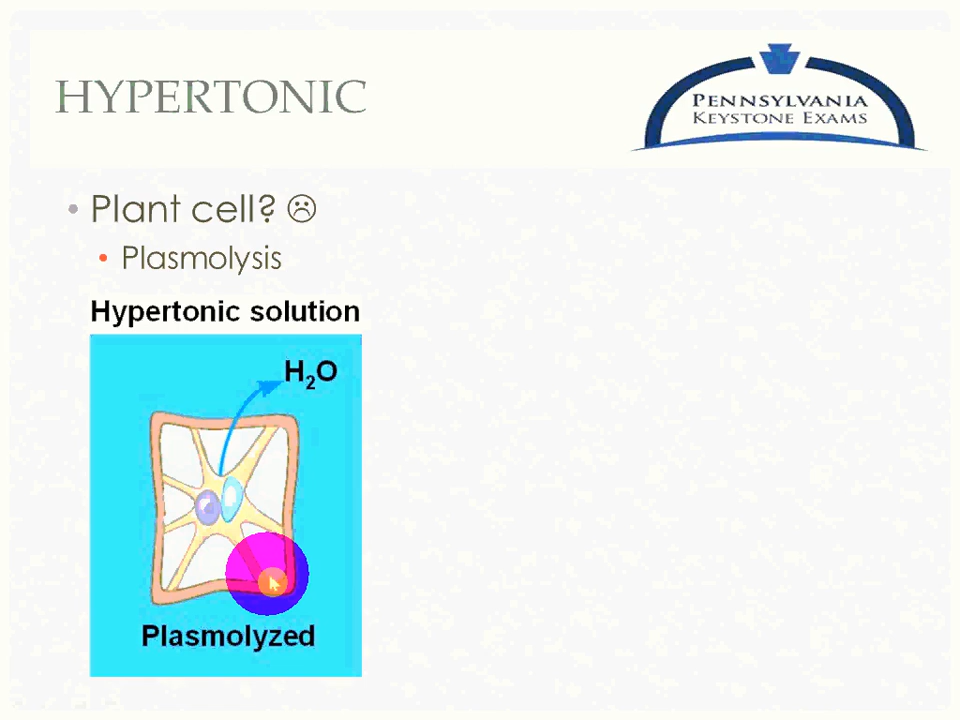 HYPERTONIC
PENNSYLVANIA
KEYSTONE EXAMS
• Plant cell? ☹
• Plasmolysis
Hypertonic solution
H₂O
Plasmolyzed